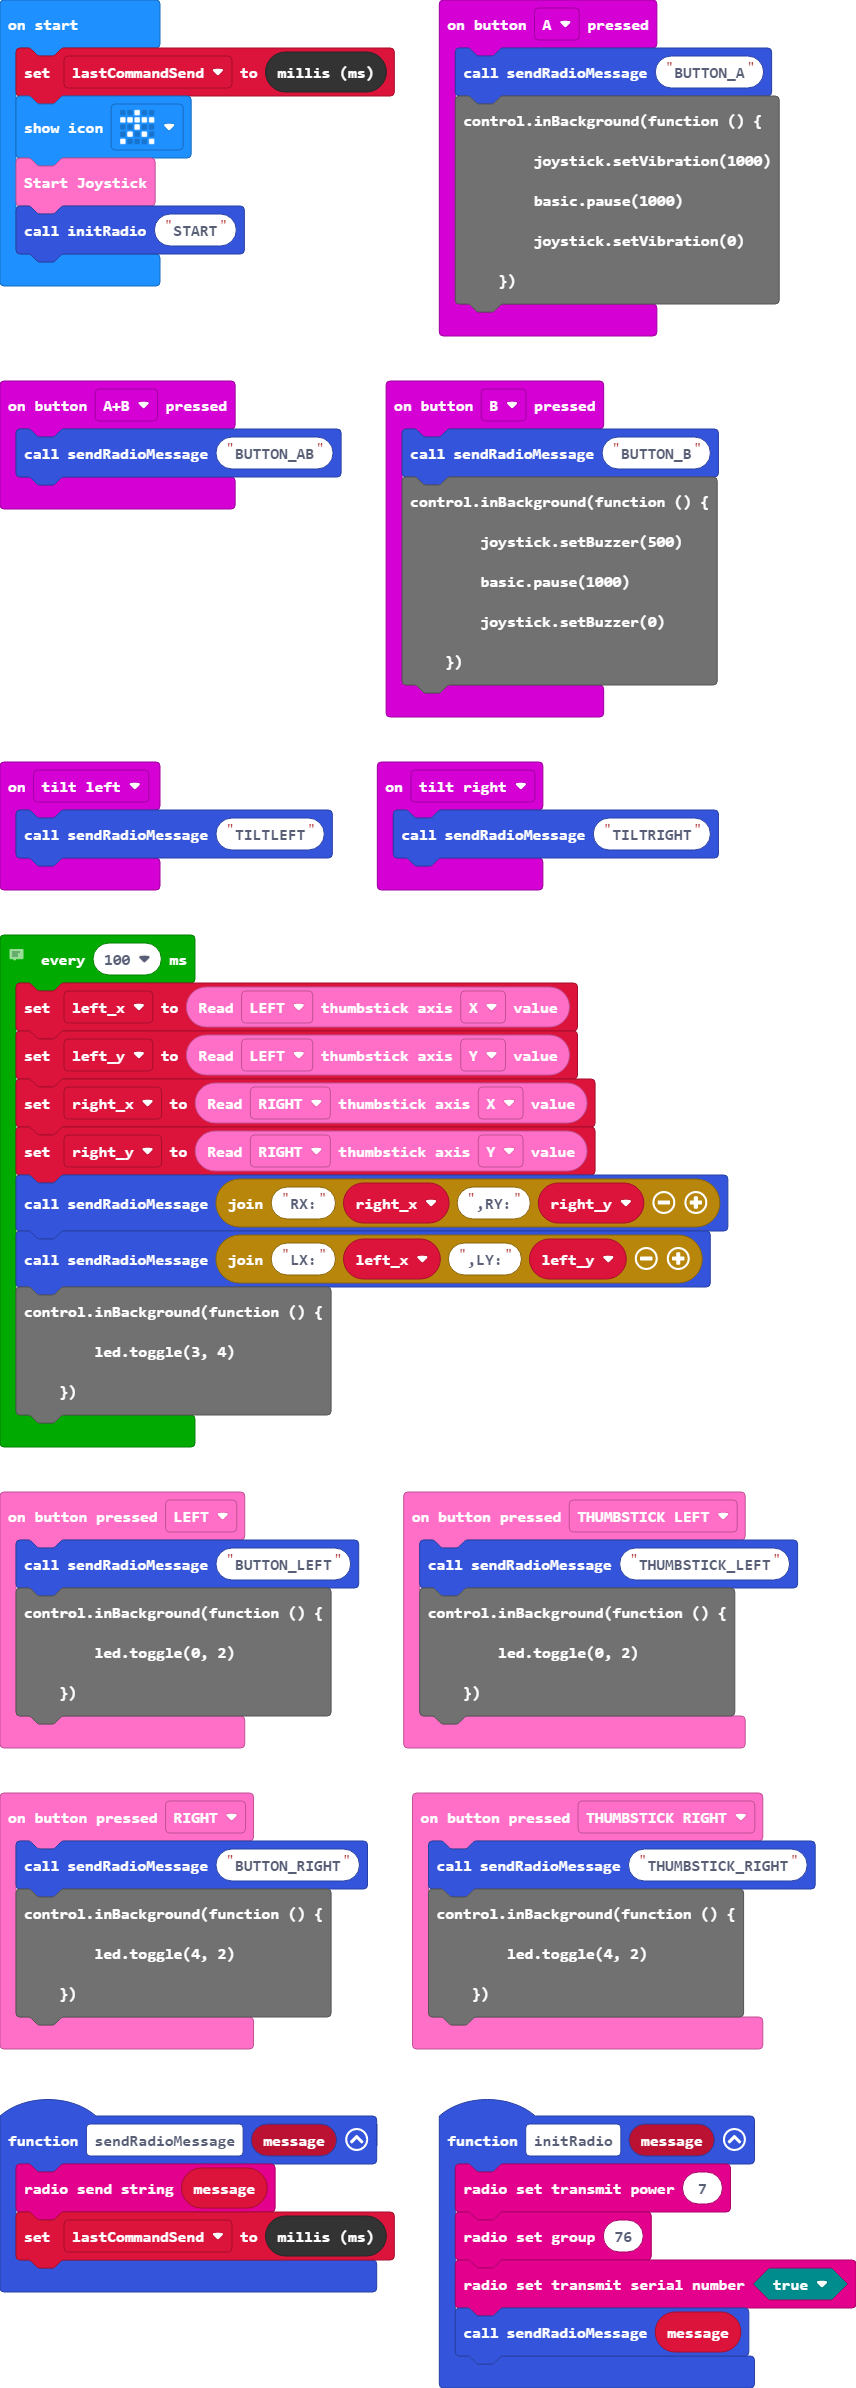 on start
set lastCommandSend to millis (ms)
show icon
Start Joystick
call initRadio "START"
on button A pressed
call sendRadioMessage "BUTTON_A"
control.inBackground(function () {
joystick.setVibration(1000)
basic.pause(1000)
joystick.setVibration(0)
})
on button A+B pressed
call sendRadioMessage "BUTTON_AB"
on button B pressed
call sendRadioMessage "BUTTON_B"
control.inBackground(function () {
joystick.setBuzzer(500)
basic.pause(1000)
joystick.setBuzzer(0)
})
on tilt left
call sendRadioMessage "TILTLEFT"
on tilt right
call sendRadioMessage "TILTRIGHT"
every 100 ms
set left_x to Read LEFT thumbstick axis X value
set left_y to Read LEFT thumbstick axis Y value
set right_x to Read RIGHT thumbstick axis X value
set right_y to Read RIGHT thumbstick axis Y value
call sendRadioMessage join "RX:" right_x ",RY:" right_y
call sendRadioMessage join "LX:" left_x ",LY:" left_y
control.inBackground(function () {
led.toggle(3, 4)
})
on button pressed LEFT
call sendRadioMessage "BUTTON_LEFT"
control.inBackground(function () {
led.toggle(0, 2)
})
on button pressed THUMBSTICK LEFT
call sendRadioMessage "THUMBSTICK_LEFT"
control.inBackground(function () {
led.toggle(0, 2)
})
on button pressed RIGHT
call sendRadioMessage "BUTTON_RIGHT"
control.inBackground(function () {
led.toggle(4, 2)
})
on button pressed THUMBSTICK RIGHT
call sendRadioMessage "THUMBSTICK_RIGHT"
control.inBackground(function () {
led.toggle(4, 2)
})
function sendRadioMessage message
radio send string message
set lastCommandSend to millis (ms)
function initRadio message
radio set transmit power 7
radio set group 76
radio set transmit serial number true
call sendRadioMessage message